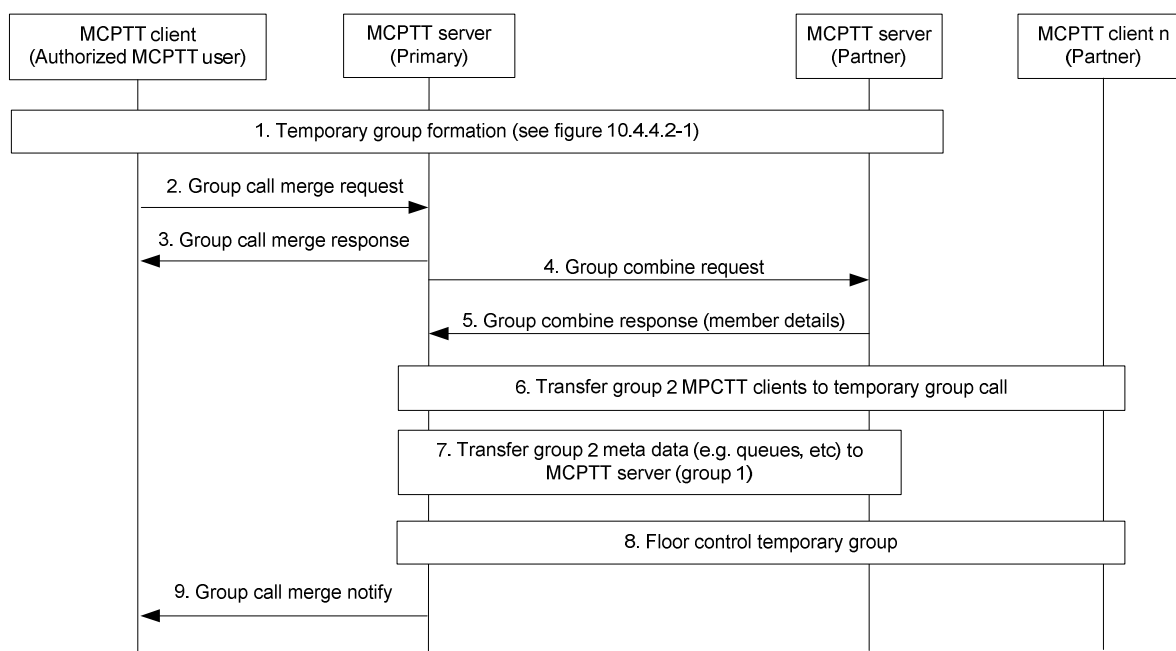 MCPTT client
(Authorized MCPTT user)
MCPTT server
(Primary)
MCPTT server
(Partner)
MCPTT client n
(Partner)
1. Temporary group formation (see figure 10.4.4.2-1)
2. Group call merge request
3. Group call merge response
4. Group combine request
5. Group combine response (member details)
6. Transfer group 2 MPCTT clients to temporary group call
7. Transfer group 2 meta data (e.g. queues, etc) to
MCPTT server (group 1)
8. Floor control temporary group
9. Group call merge notify